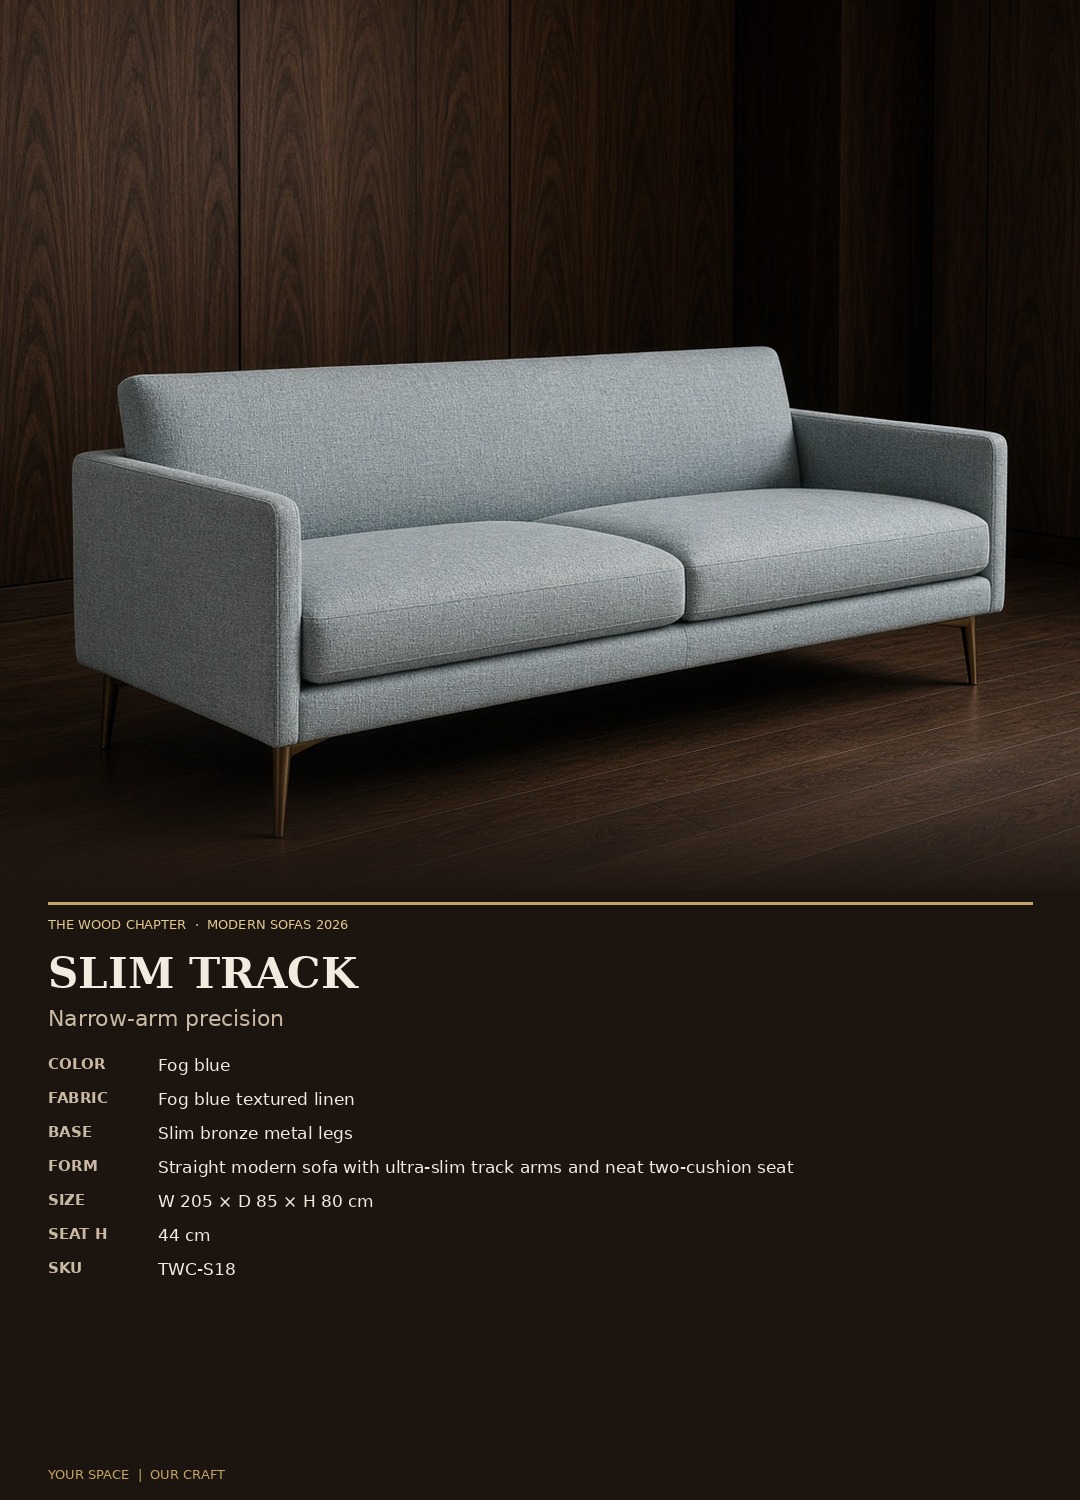 THE WOOD CHAPTER · MODERN SOFAS 2026
SLIM TRACK
Narrow-arm precision
COLOR Fog blue
FABRIC Fog blue textured linen
BASE Slim bronze metal legs
FORM Straight modern sofa with ultra-slim track arms and neat two-cushion seat
SIZE W 205 × D 85 × H 80 cm
SEAT H 44 cm
SKU TWC-S18
YOUR SPACE | OUR CRAFT